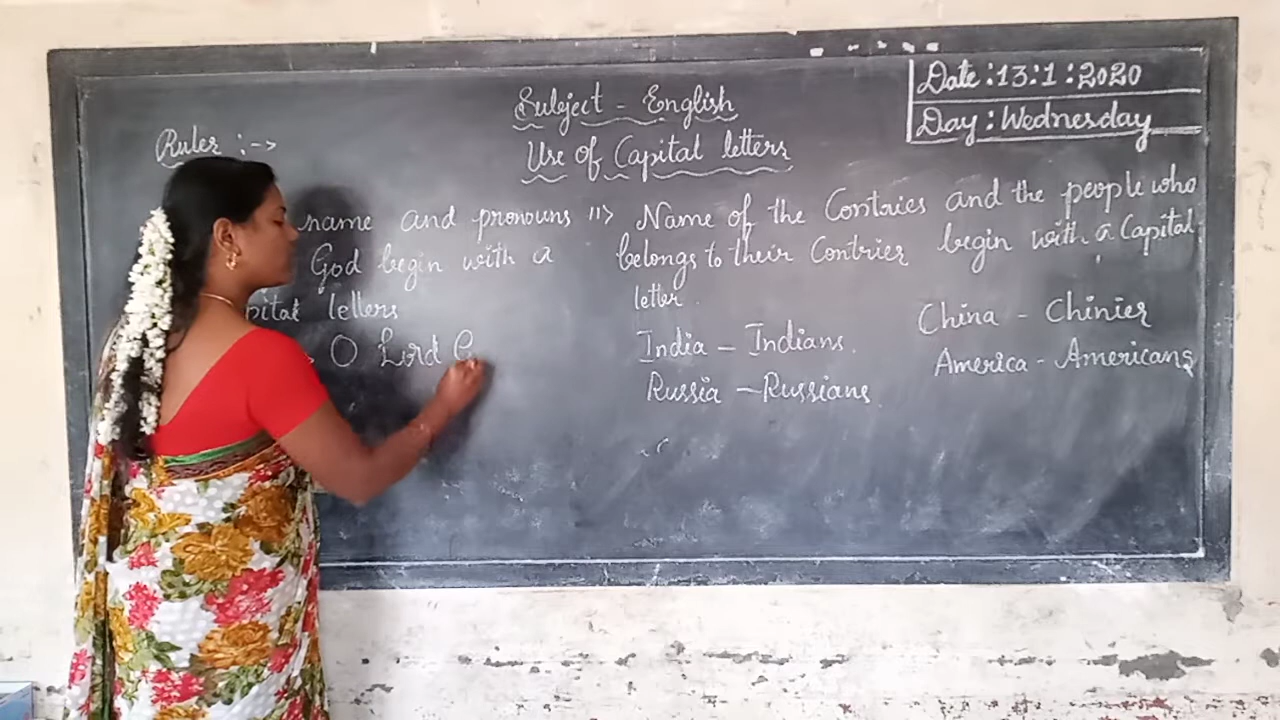 Date : 13 : 1 : 2020
Day : Wednesday
Subject - English
Use of Capital letters
Ruler :->
name and pronouns
God begin with a
pital letters
O Lord G
11> Name of the Contries and the people who
belongs to their Contrier begin with a Capital
letter.
India - Indians.
Russia - Russians
China - Chinier
America - Americans